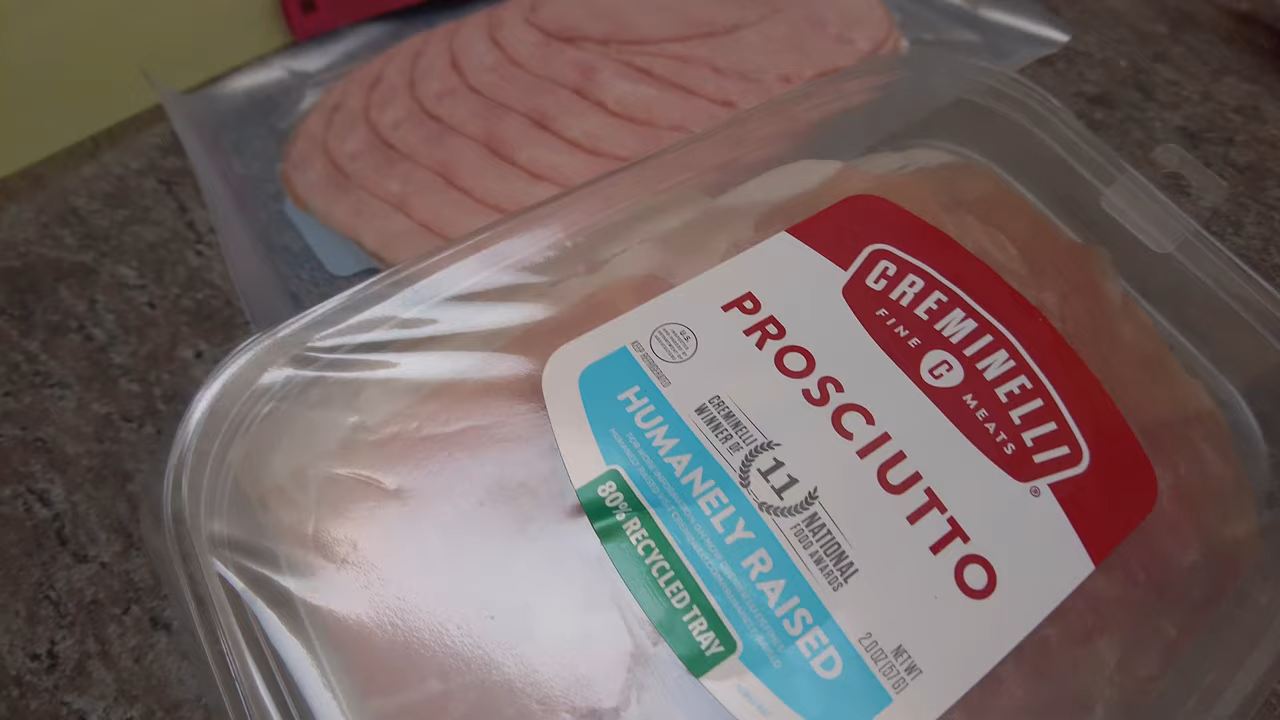 CREMINELLI
FINE C MEATS
®
PROSCIUTTO
U.S.
CREMINELLI
WINNER OF
11
NATIONAL
FOOD AWARDS
HUMANELY RAISED
80% RECYCLED TRAY
NET WT
2.0 OZ (57G)